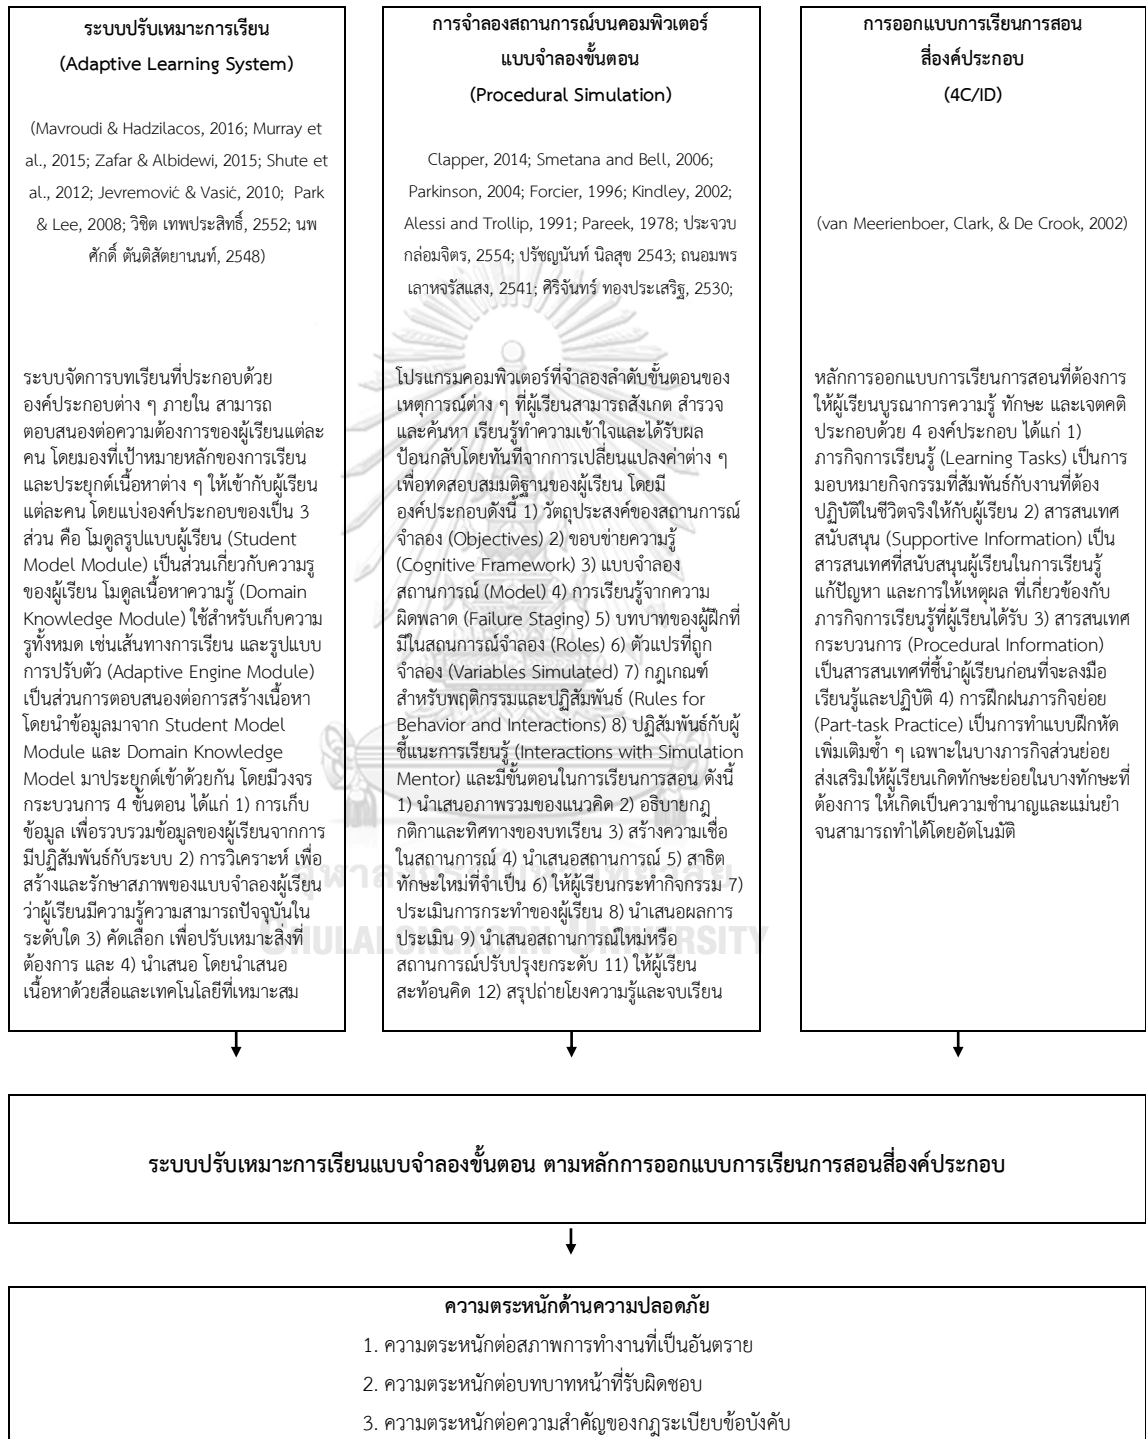 ระบบปรับเหมาะการเรียน
(Adaptive Learning System)
(Mavroudi & Hadzilacos, 2016; Murray et
al., 2015; Zafar & Albidewi, 2015; Shute et
al., 2012; Jevremović & Vasić, 2010;  Park
& Lee, 2008; วิชิต เทพประสิทธิ์, 2552; นพ
ศักดิ์ ตันติสัตยานนท์, 2548)
ระบบจัดการบทเรียนที่ประกอบด้วย
องค์ประกอบต่าง ๆ ภายใน สามารถ
ตอบสนองต่อความต้องการของผู้เรียนแต่ละ
คน โดยมองที่เป้าหมายหลักของการเรียน
และประยุกต์เนื้อหาต่าง ๆ ให้เข้ากับผู้เรียน
แต่ละคน โดยแบ่งองค์ประกอบของเป็น 3
ส่วน คือ โมดูลรูปแบบผู้เรียน (Student
Model Module) เป็นส่วนเกี่ยวกับความรู้
ของผู้เรียน โมดูลเนื้อหาความรู้ (Domain
Knowledge Module) ใช้สำหรับเก็บความ
รู้ทั้งหมด เช่นเส้นทางการเรียน และรูปแบบ
การปรับตัว (Adaptive Engine Module)
เป็นส่วนการตอบสนองต่อการสร้างเนื้อหา
โดยนำข้อมูลมาจาก Student Model
Module และ Domain Knowledge
Model มาประยุกต์เข้าด้วยกัน โดยมีวงจร
กระบวนการ 4 ขั้นตอน ได้แก่ 1) การเก็บ
ข้อมูล เพื่อรวบรวมข้อมูลของผู้เรียนจากการ
มีปฏิสัมพันธ์กับระบบ 2) การวิเคราะห์ เพื่อ
สร้างและรักษาสภาพของแบบจำลองผู้เรียน
ว่าผู้เรียนมีความรู้ความสามารถปัจจุบันใน
ระดับใด 3) คัดเลือก เพื่อปรับเหมาะสิ่งที่
ต้องการ และ 4) นำเสนอ โดยนำเสนอ
เนื้อหาด้วยสื่อและเทคโนโลยีที่เหมาะสม
การจำลองสถานการณ์บนคอมพิวเตอร์
แบบจำลองขั้นตอน
(Procedural Simulation)
Clapper, 2014; Smetana and Bell, 2006;
Parkinson, 2004; Forcier, 1996; Kindley, 2002;
Alessi and Trollip, 1991; Pareek, 1978; ประจวบ
กล่อมจิตร, 2554; ปรัชญนันท์ นิลสุข 2543; ถนอมพร
เลาหจรัสแสง, 2541; ศิริจันทร์ ทองประเสริฐ, 2530;
โปรแกรมคอมพิวเตอร์ที่จำลองลำดับขั้นตอนของ
เหตุการณ์ต่าง ๆ ที่ผู้เรียนสามารถสังเกต สำรวจ
และค้นหา เรียนรู้ทำความเข้าใจและได้รับผล
ป้อนกลับโดยทันทีจากการเปลี่ยนแปลงค่าต่าง ๆ
เพื่อทดสอบสมมติฐานของผู้เรียน โดยมี
องค์ประกอบดังนี้ 1) วัตถุประสงค์ของสถานการณ์
จำลอง (Objectives) 2) ขอบข่ายความรู้
(Cognitive Framework) 3) แบบจำลอง
สถานการณ์ (Model) 4) การเรียนรู้จากความ
ผิดพลาด (Failure Staging) 5) บทบาทของผู้ฝึกที่
มีในสถานการณ์จำลอง (Roles) 6) ตัวแปรที่ถูก
จำลอง (Variables Simulated) 7) กฎเกณฑ์
สำหรับพฤติกรรมและปฏิสัมพันธ์ (Rules for
Behavior and Interactions) 8) ปฏิสัมพันธ์กับผู้
ชี้แนะการเรียนรู้ (Interactions with Simulation
Mentor) และมีขั้นตอนในการเรียนการสอน ดังนี้
1) นำเสนอภาพรวมของแนวคิด 2) อธิบายกฎ
กติกาและทิศทางของบทเรียน 3) สร้างความเชื่อ
ในสถานการณ์ 4) นำเสนอสถานการณ์ 5) สาธิต
ทักษะใหม่ที่จำเป็น 6) ให้ผู้เรียนกระทำกิจกรรม 7)
ประเมินการกระทำของผู้เรียน 8) นำเสนอผลการ
ประเมิน 9) นำเสนอสถานการณ์ใหม่หรือ
สถานการณ์ปรับปรุงยกระดับ 11) ให้ผู้เรียน
สะท้อนคิด 12) สรุปถ่ายโยงความรู้และจบเรียน
การออกแบบการเรียนการสอน
สี่องค์ประกอบ
(4C/ID)
(van Meerienboer, Clark, & De Crook, 2002)
หลักการออกแบบการเรียนการสอนที่ต้องการ
ให้ผู้เรียนบูรณาการความรู้ ทักษะ และเจตคติ
ประกอบด้วย 4 องค์ประกอบ ได้แก่ 1)
ภารกิจการเรียนรู้ (Learning Tasks) เป็นการ
มอบหมายกิจกรรมที่สัมพันธ์กับงานที่ต้อง
ปฏิบัติในชีวิตจริงให้กับผู้เรียน 2) สารสนเทศ
สนับสนุน (Supportive Information) เป็น
สารสนเทศที่สนับสนุนผู้เรียนในการเรียนรู้
แก้ปัญหา และการให้เหตุผล ที่เกี่ยวข้องกับ
ภารกิจการเรียนรู้ที่ผู้เรียนได้รับ 3) สารสนเทศ
กระบวนการ (Procedural Information)
เป็นสารสนเทศที่ชี้นำผู้เรียนก่อนที่จะลงมือ
เรียนรู้และปฏิบัติ 4) การฝึกฝนภารกิจย่อย
(Part-task Practice) เป็นการทำแบบฝึกหัด
เพิ่มเติมซ้ำ ๆ เฉพาะในบางภารกิจส่วนย่อย
ส่งเสริมให้ผู้เรียนเกิดทักษะย่อยในบางทักษะที่
ต้องการ ให้เกิดเป็นความชำนาญและแม่นยำ
จนสามารถทำได้โดยอัตโนมัติ
จุฬาลงกรณ์มหาวิทยาลัย
CHULALONGKORN UNIVERSITY
ระบบปรับเหมาะการเรียนแบบจำลองขั้นตอน ตามหลักการออกแบบการเรียนการสอนสี่องค์ประกอบ
ความตระหนักด้านความปลอดภัย
1. ความตระหนักต่อสภาพการทำงานที่เป็นอันตราย
2. ความตระหนักต่อบทบาทหน้าที่รับผิดชอบ
3. ความตระหนักต่อความสำคัญของกฎระเบียบข้อบังคับ